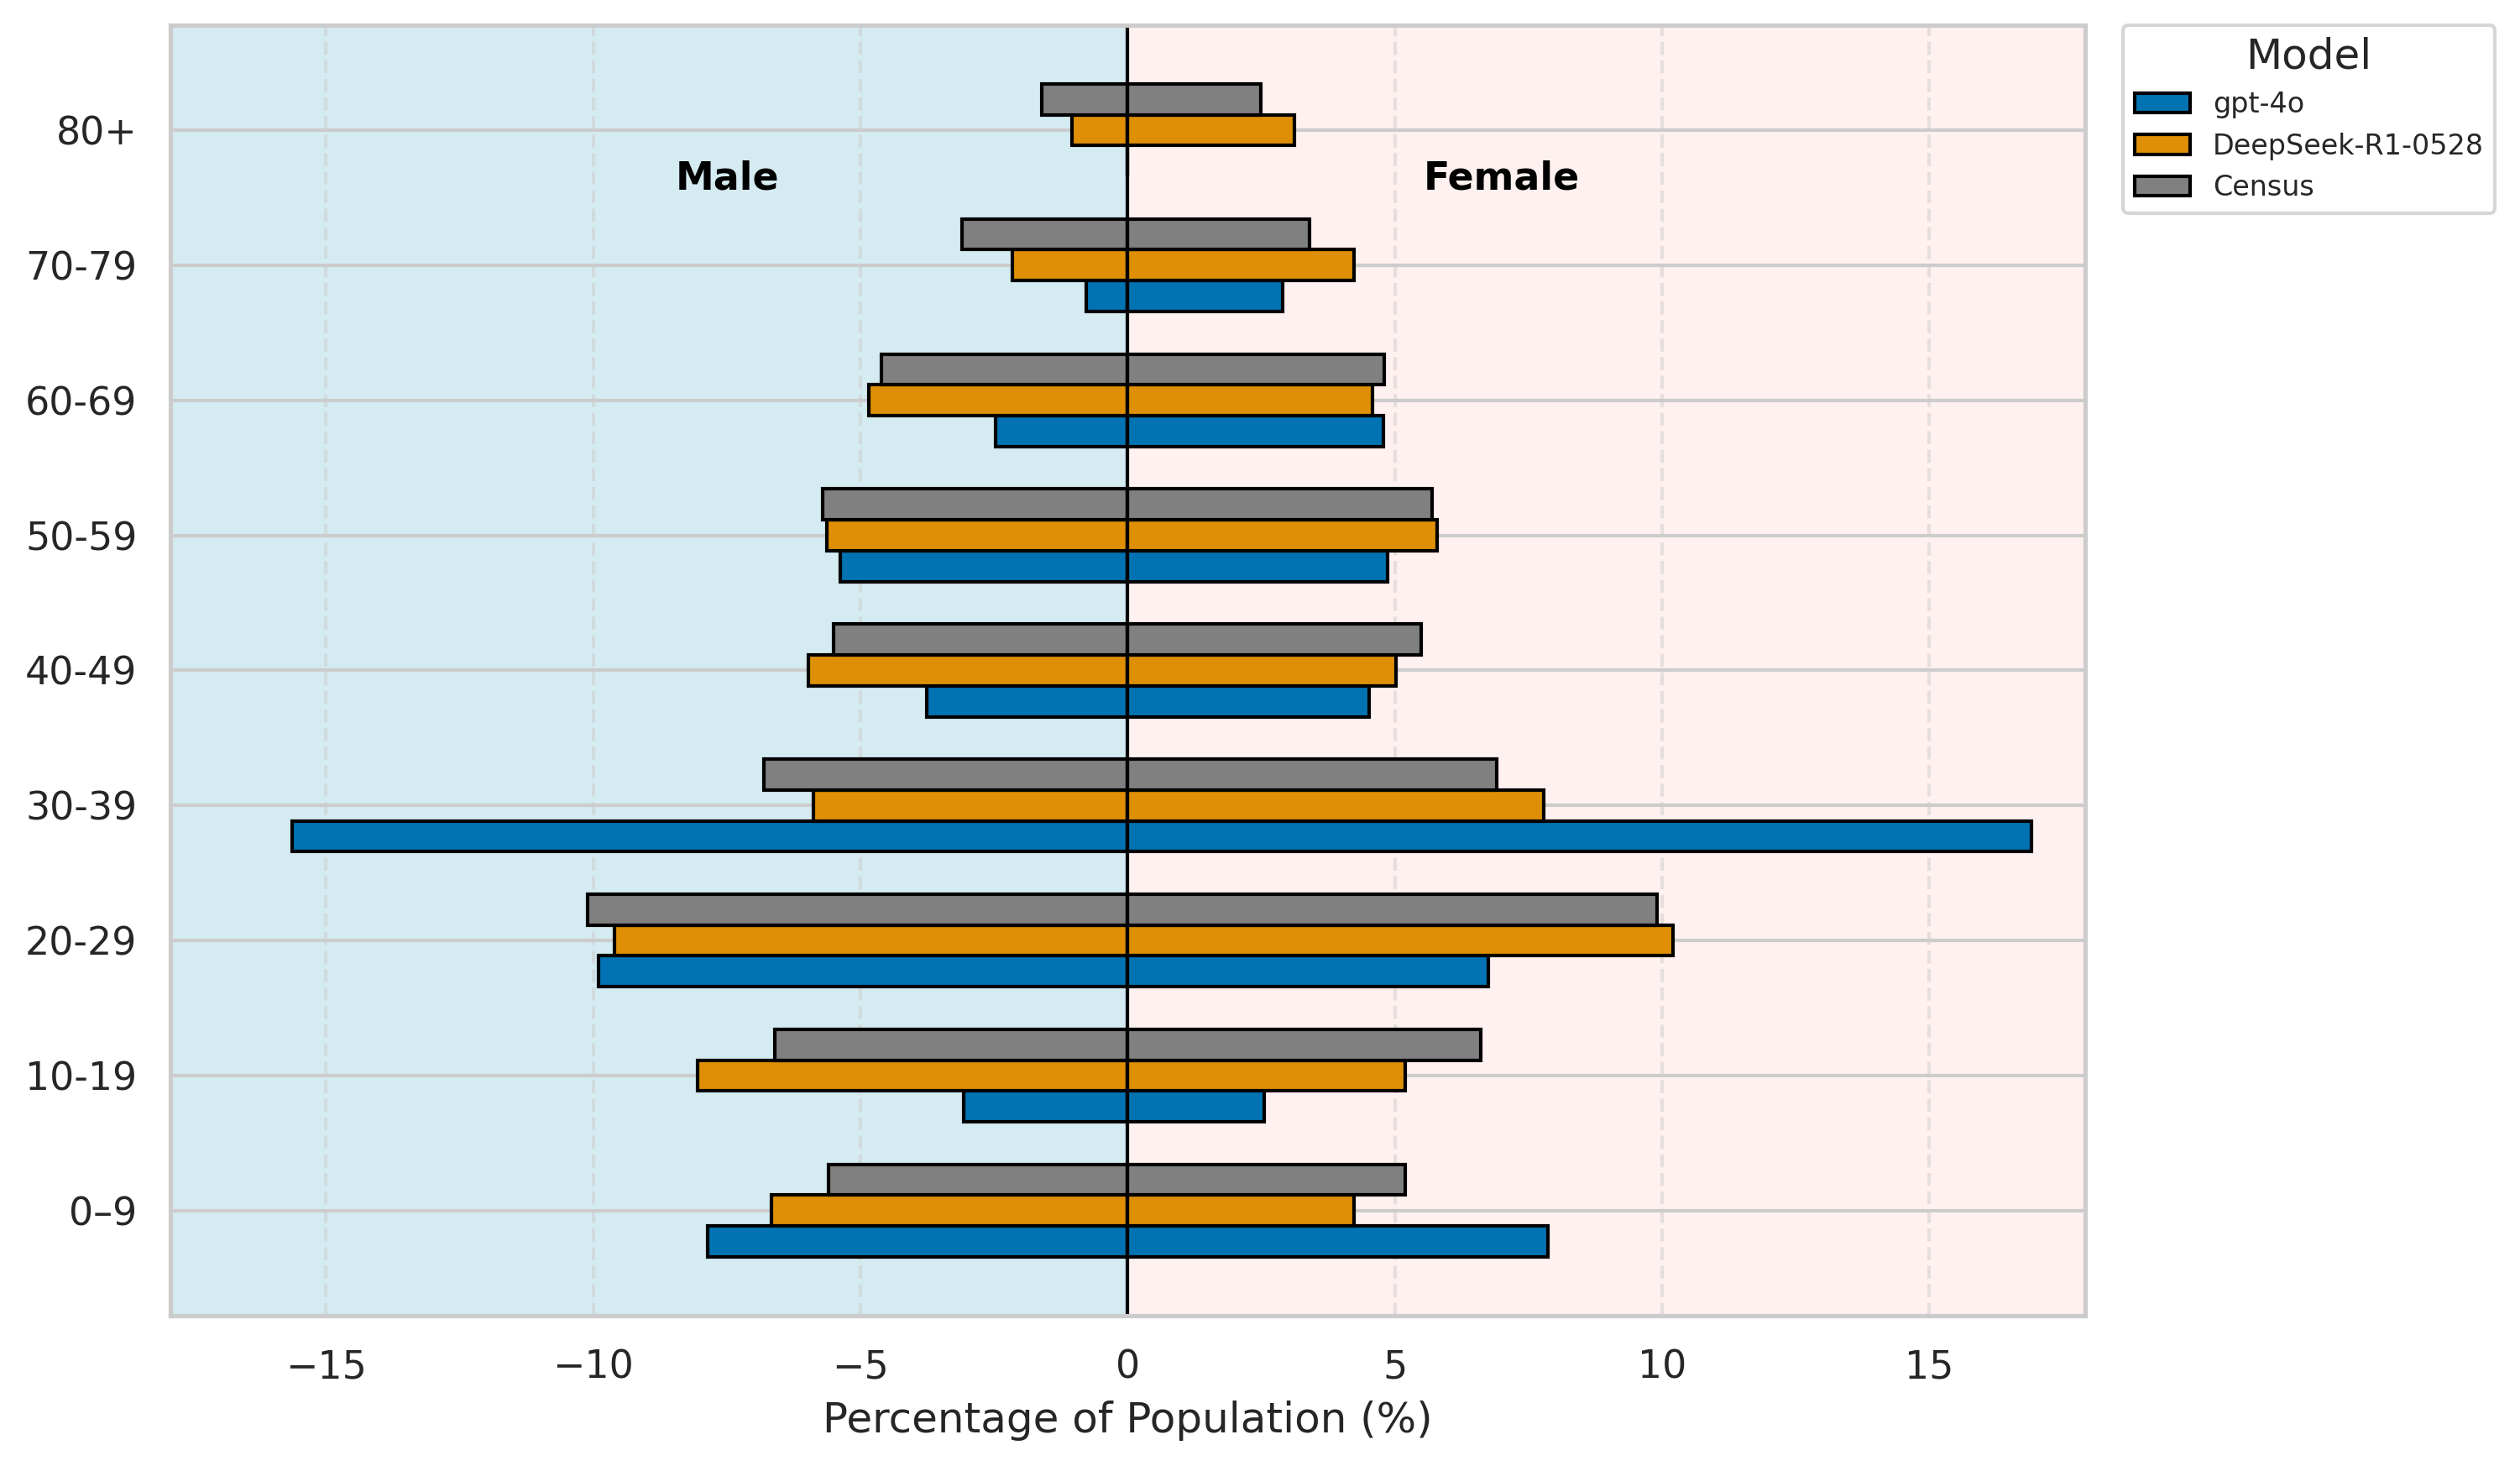 80+
Male
Female
70-79
60-69
50-59
40-49
30-39
20-29
10-19
0–9
−15
−10
−5
0
5
10
15
Percentage of Population (%)
Model
gpt-4o
DeepSeek-R1-0528
Census